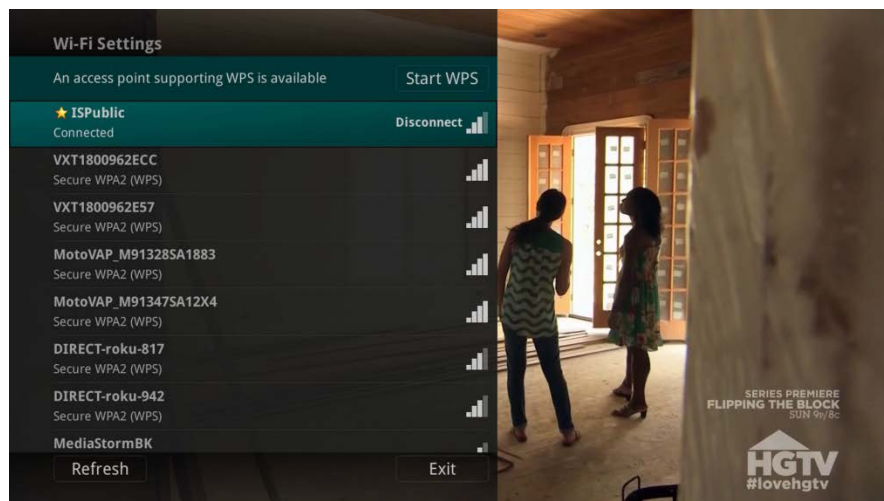 Wi-Fi Settings
An access point supporting WPS is available
Start WPS
ISPublic
Connected
Disconnect
VXT1800962ECC
Secure WPA2 (WPS)
VXT1800962E57
Secure WPA2 (WPS)
MotoVAP_M91328SA1883
Secure WPA2 (WPS)
MotoVAP_M91347SA12X4
Secure WPA2 (WPS)
DIRECT-roku-817
Secure WPA2 (WPS)
DIRECT-roku-942
Secure WPA2 (WPS)
MediaStormBK
Refresh
Exit
SERIES PREMIERE
FLIPPING THE BLOCK
SUN 9P/8c
HGTV
#lovehgtv